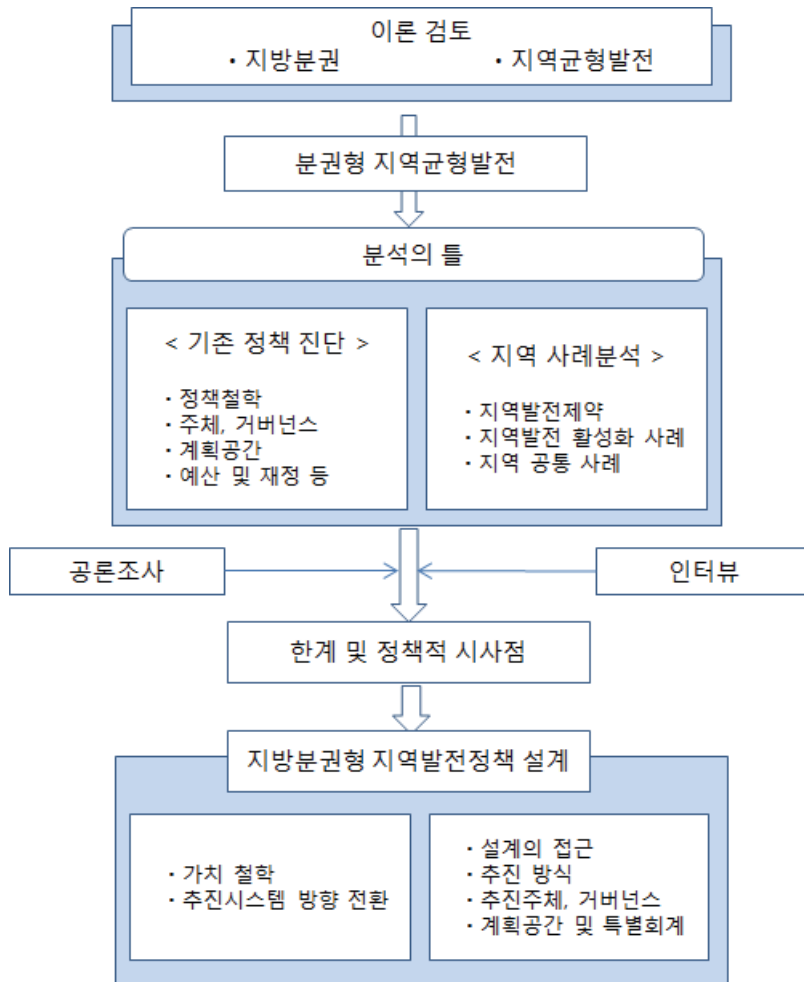 이론 검토
・지방분권 ・지역균형발전
분권형 지역균형발전
분석의 틀
< 기존 정책 진단 >
・정책철학
・주체, 거버넌스
・계획공간
・예산 및 재정 등
< 지역 사례분석 >
・지역발전제약
・지역발전 활성화 사례
・지역 공통 사례
공론조사
인터뷰
한계 및 정책적 시사점
지방분권형 지역발전정책 설계
・가치 철학
・추진시스템 방향 전환
・설계의 접근
・추진 방식
・추진주체, 거버넌스
・계획공간 및 특별회계